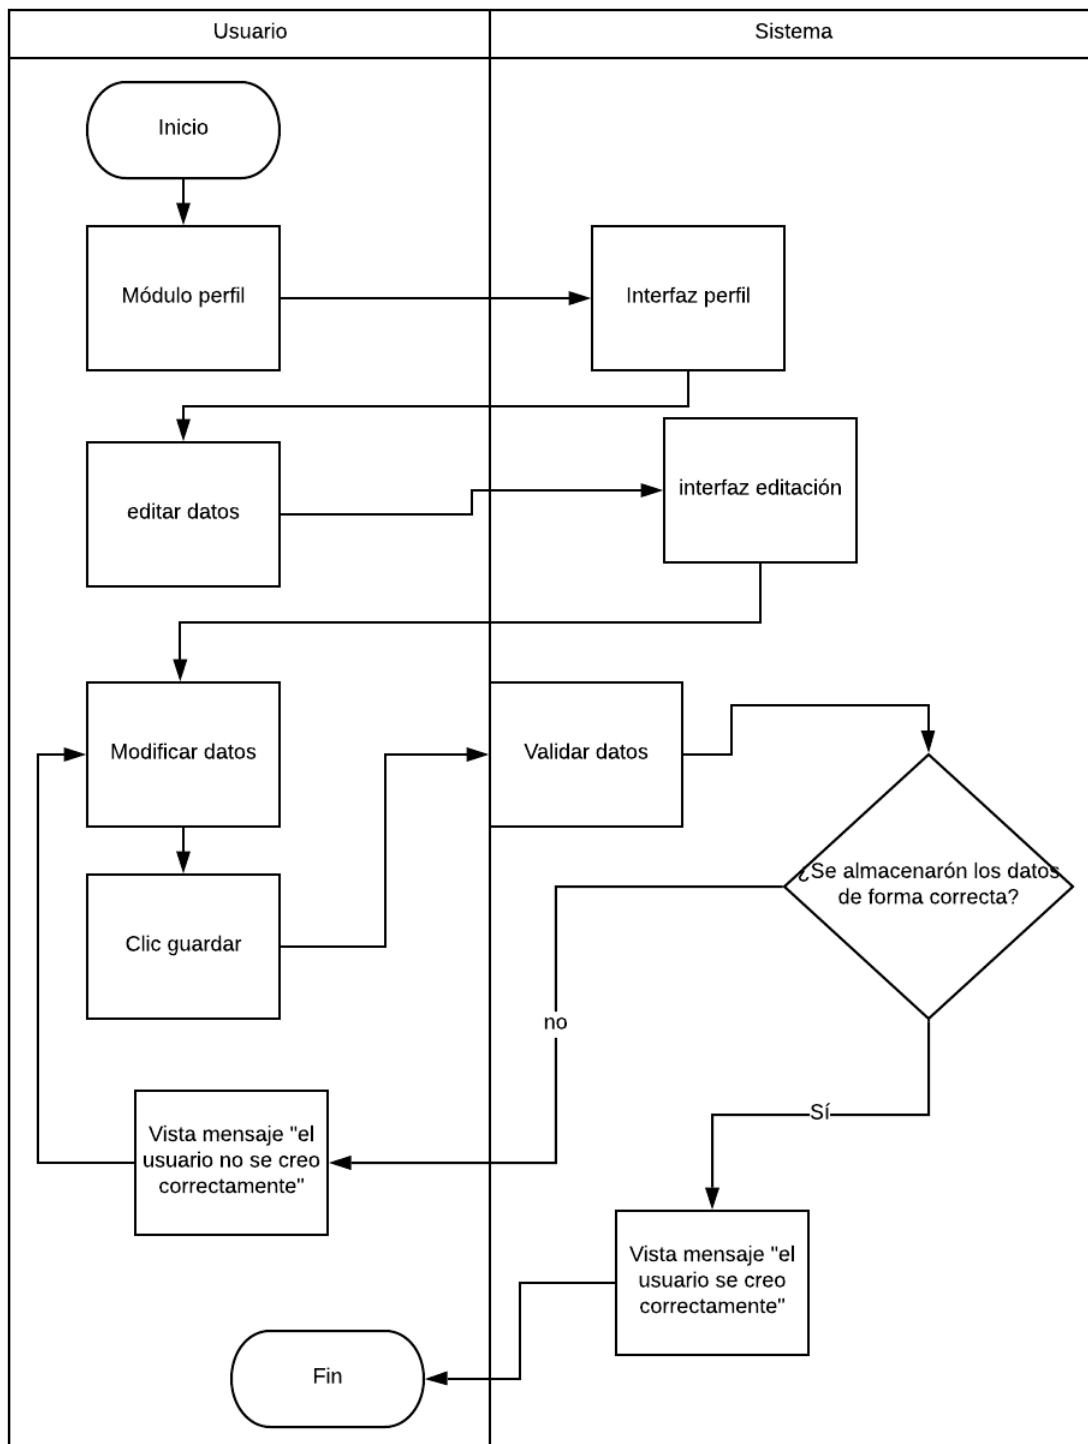 Usuario
Sistema
Inicio
Módulo perfil
Interfaz perfil
editar datos
interfaz editación
Modificar datos
Validar datos
¿Se almacenarón los datos
de forma correcta?
Clic guardar
no
Sí
Vista mensaje "el
usuario no se creo
correctamente"
Vista mensaje "el
usuario se creo
correctamente"
Fin